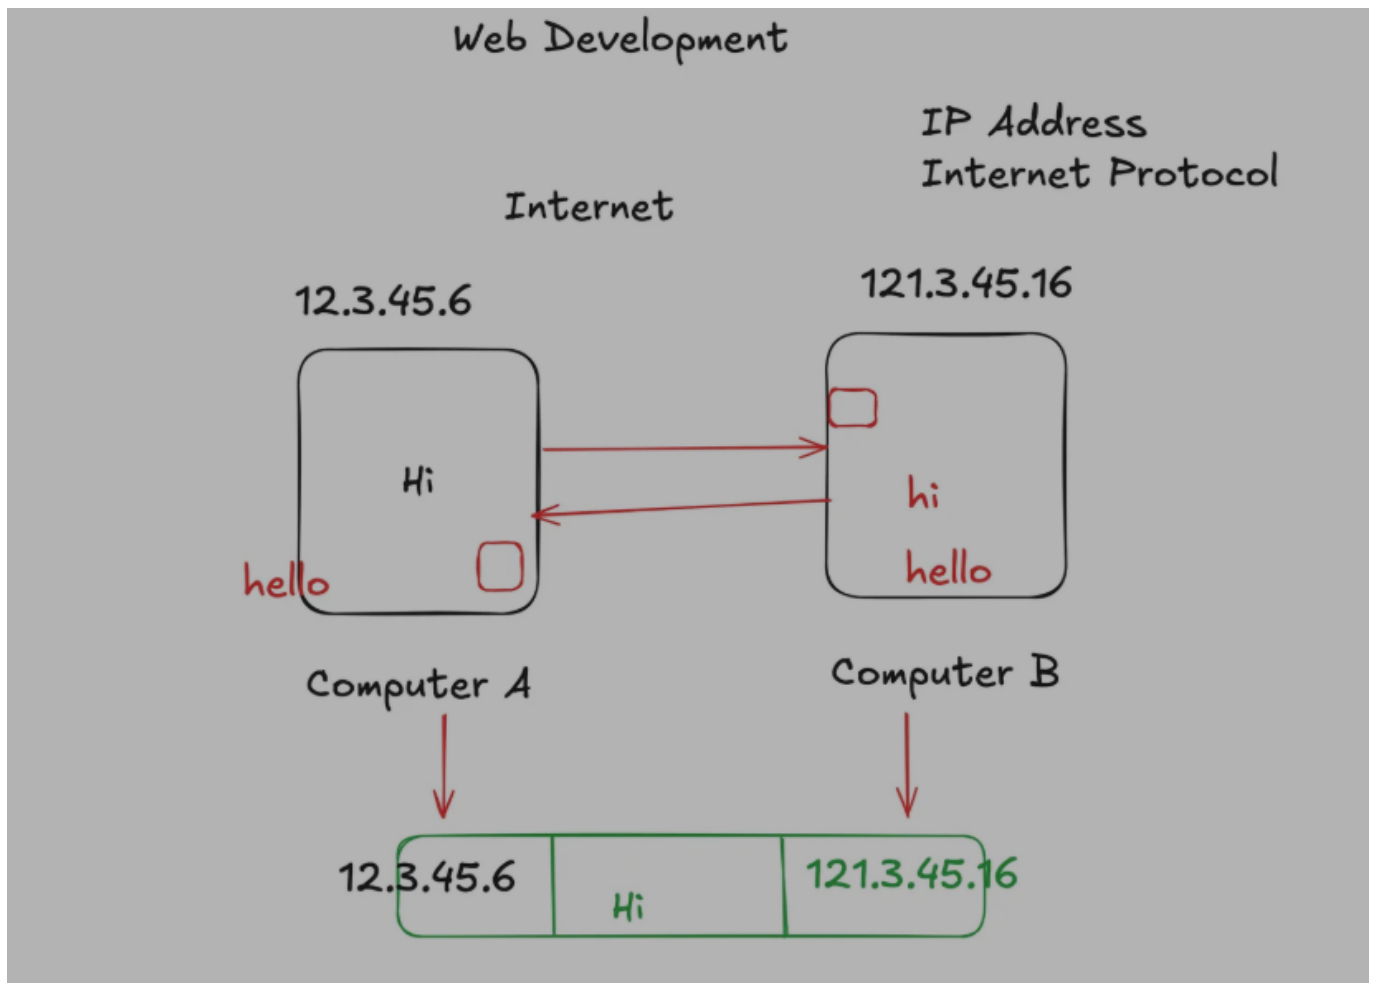 Web Development
IP Address
Internet Protocol
Internet
12.3.45.6
121.3.45.16
Hi
hi
hello
hello
Computer A
Computer B
12.3.45.6
Hi
121.3.45.16